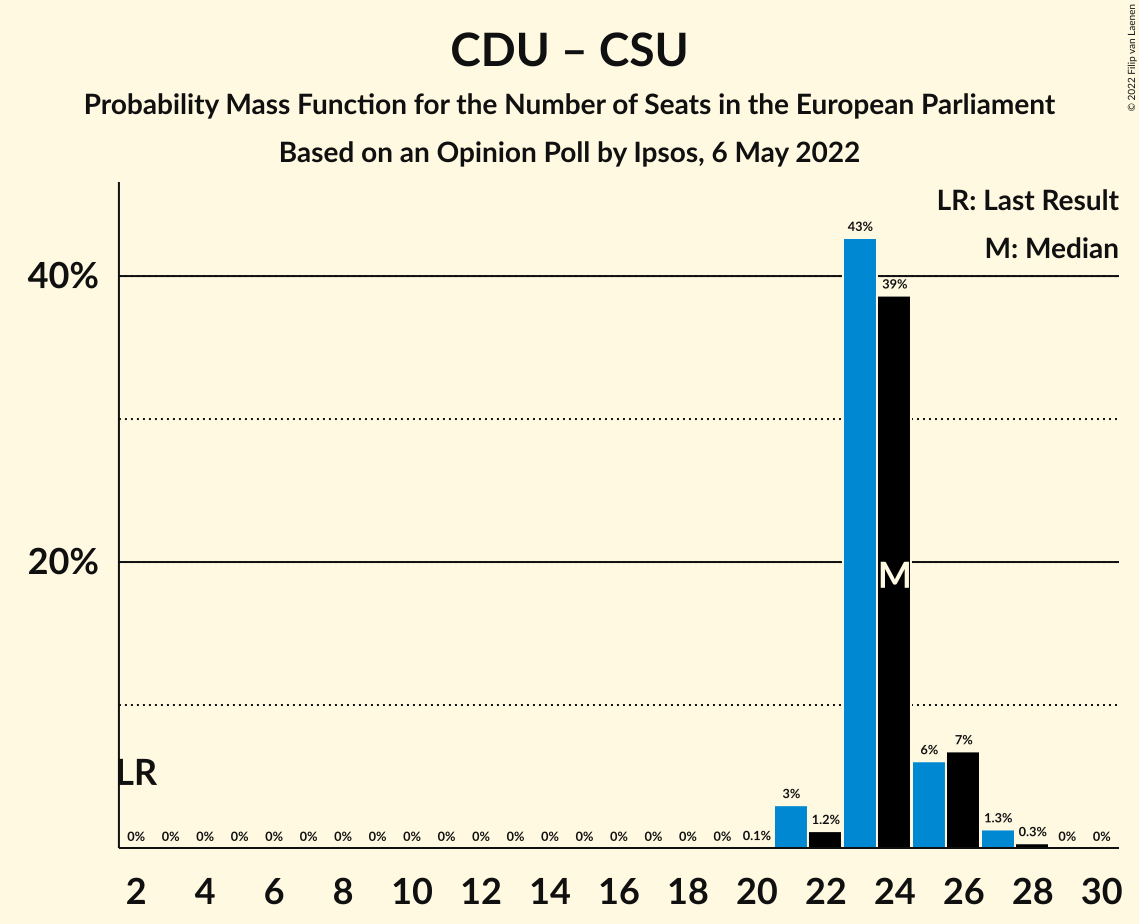 CDU – CSU
Probability Mass Function for the Number of Seats in the European Parliament
Based on an Opinion Poll by Ipsos, 6 May 2022
© 2022 Filip van Laenen
LR: Last Result
M: Median
43%
40%
39%
20%
M
7%
6%
LR
3%
0% 0% 0% 0% 0% 0% 0% 0% 0% 0% 0% 0% 0% 0% 0% 0% 0% 0% 0.1% 1.2% 1.3% 0.3% 0% 0%
2 4 6 8 10 12 14 16 18 20 22 24 26 28 30